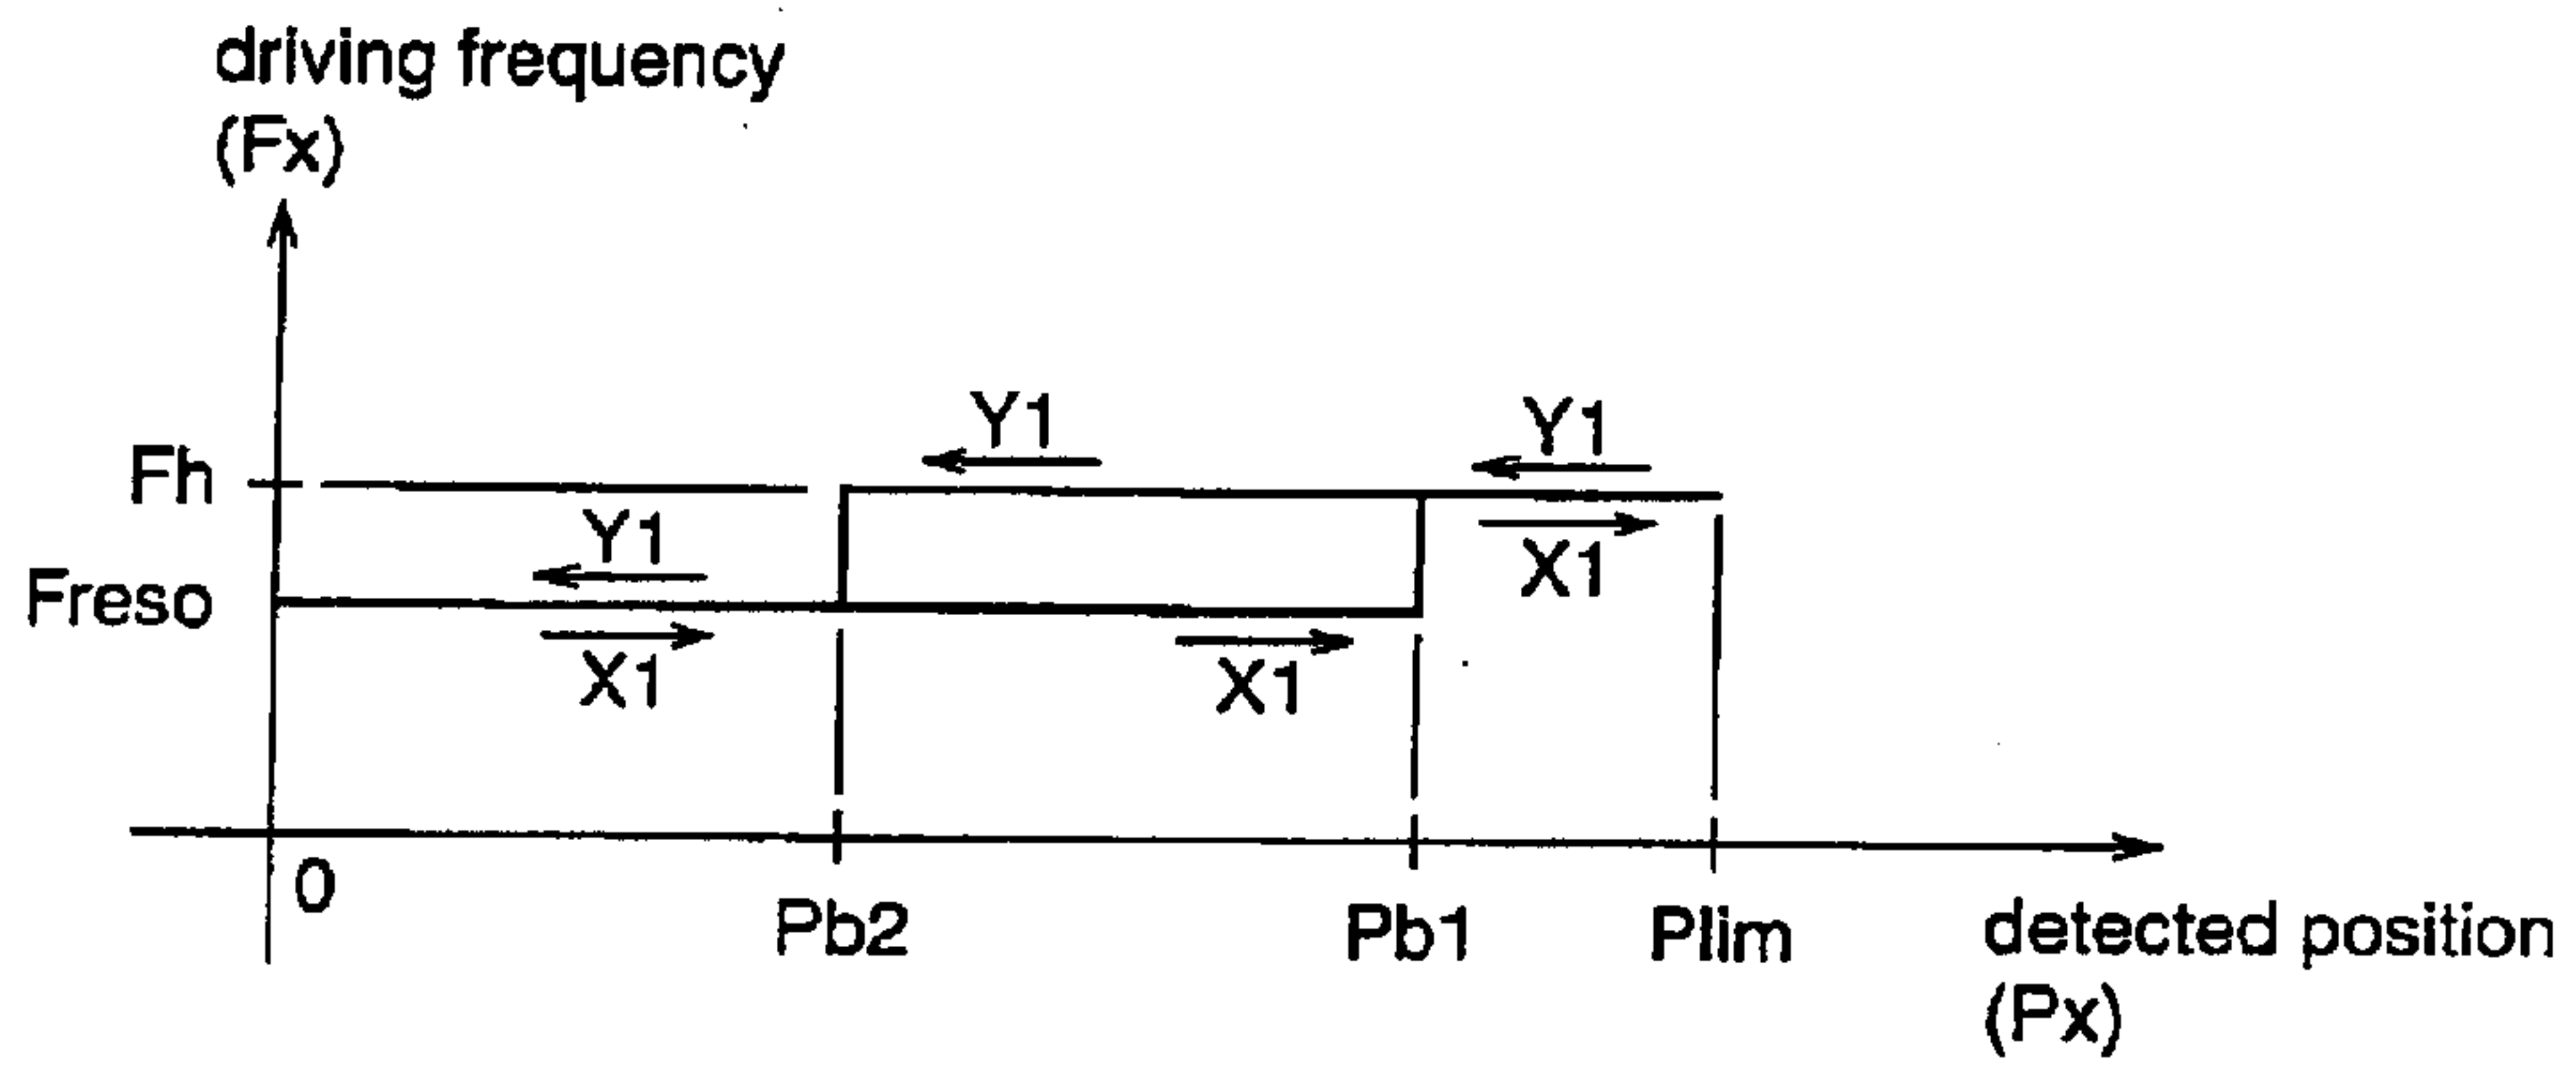 driving frequency
(Fx)
Y1
Y1
Fh
Y1
X1
Freso
X1
X1
0
Pb2
Pb1
Plim
detected position
(Px)